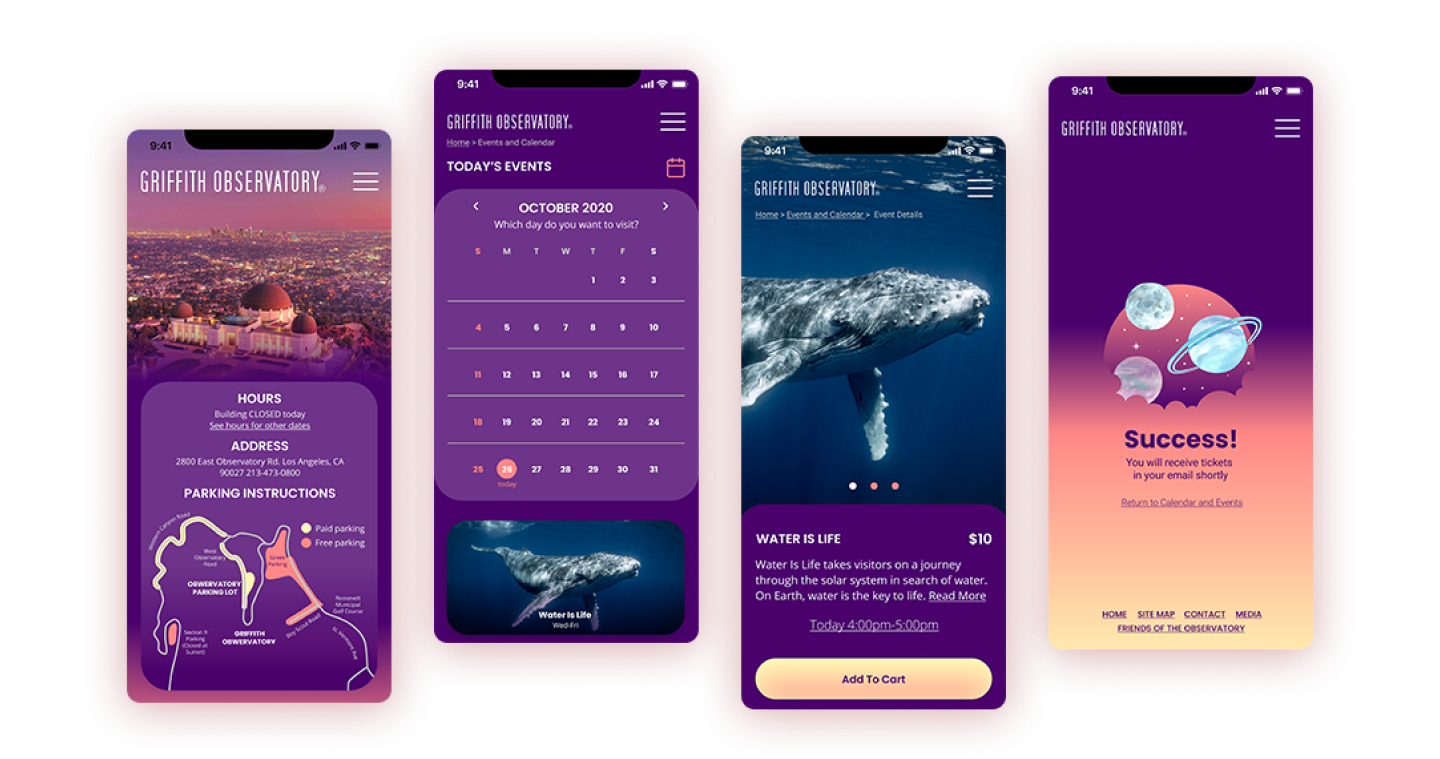 9:41
GRIFFITH OBSERVATORY®
HOURS
Building CLOSED today
See hours for other dates
ADDRESS
2800 East Observatory Rd. Los Angeles, CA
90027 213-473-0800
PARKING INSTRUCTIONS
Western Canyon Road
Paid parking
Free parking
West
Observatory
Road
Greek
Parking
OBWERVATORY
PARKING LOT
Roosevelt
Municipal
Golf Course
Boy Scout Road
GRIFFITH
OBWERVATORY
Section 9
Parking
(Closed at
Sunset)
N. Vermont Ave
9:41
GRIFFITH OBSERVATORY®
Home > Events and Calendar
TODAY'S EVENTS
< OCTOBER 2020 >
Which day do you want to visit?
S M T W T F S
1 2 3
4 5 6 7 8 9 10
11 12 13 14 15 16 17
18 19 20 21 22 23 24
25 26 27 28 29 30 31
today
Water Is Life
Wed-Fri
9:41
GRIFFITH OBSERVATORY®
Home > Events and Calendar > Event Details
WATER IS LIFE $10
Water Is Life takes visitors on a journey
through the solar system in search of water.
On Earth, water is the key to life. Read More
Today 4:00pm-5:00pm
Add To Cart
9:41
GRIFFITH OBSERVATORY®
Success!
You will receive tickets
in your email shortly
Return to Calendar and Events
HOME SITE MAP CONTACT MEDIA
FRIENDS OF THE OBSERVATORY